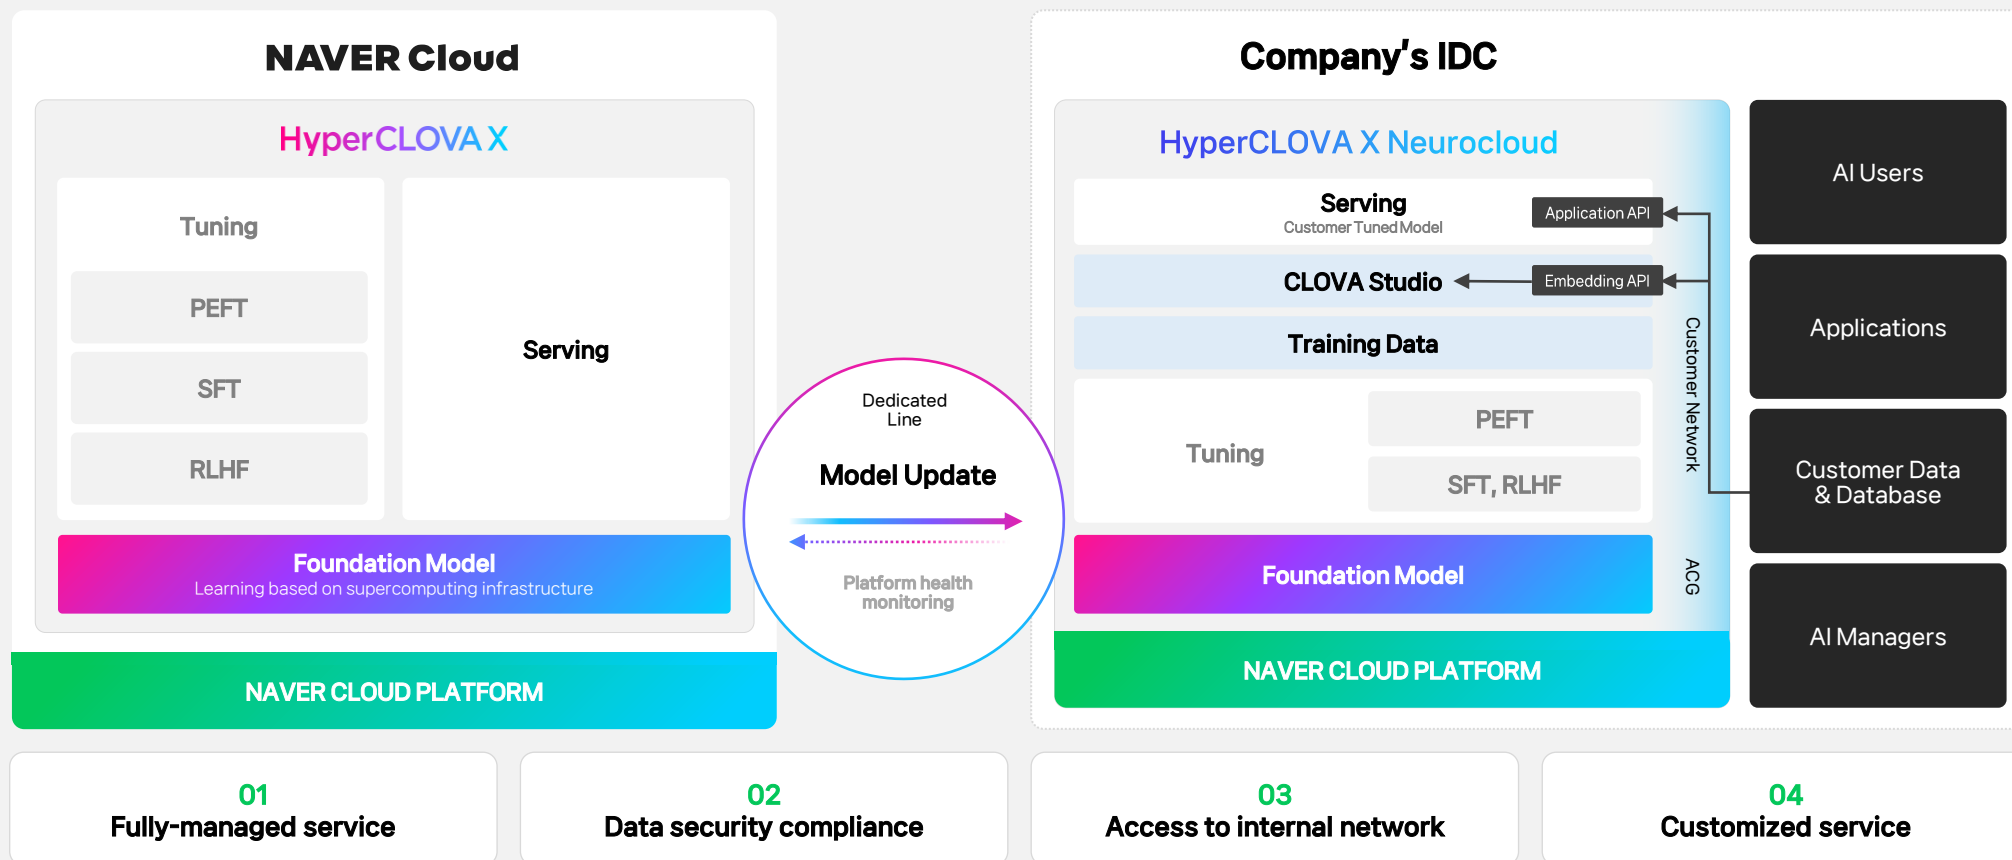 NAVER Cloud
HyperCLOVA X
Tuning
PEFT
SFT
RLHF
Serving
Foundation Model
Learning based on supercomputing infrastructure
NAVER CLOUD PLATFORM
Dedicated
Line
Model Update
Platform health
monitoring
Company's IDC
HyperCLOVA X Neurocloud
Serving
Customer Tuned Model
Application API
CLOVA Studio
Embedding API
Training Data
Tuning
PEFT
SFT, RLHF
Foundation Model
Customer Network
ACG
NAVER CLOUD PLATFORM
AI Users
Applications
Customer Data
& Database
AI Managers
01
Fully-managed service
02
Data security compliance
03
Access to internal network
04
Customized service